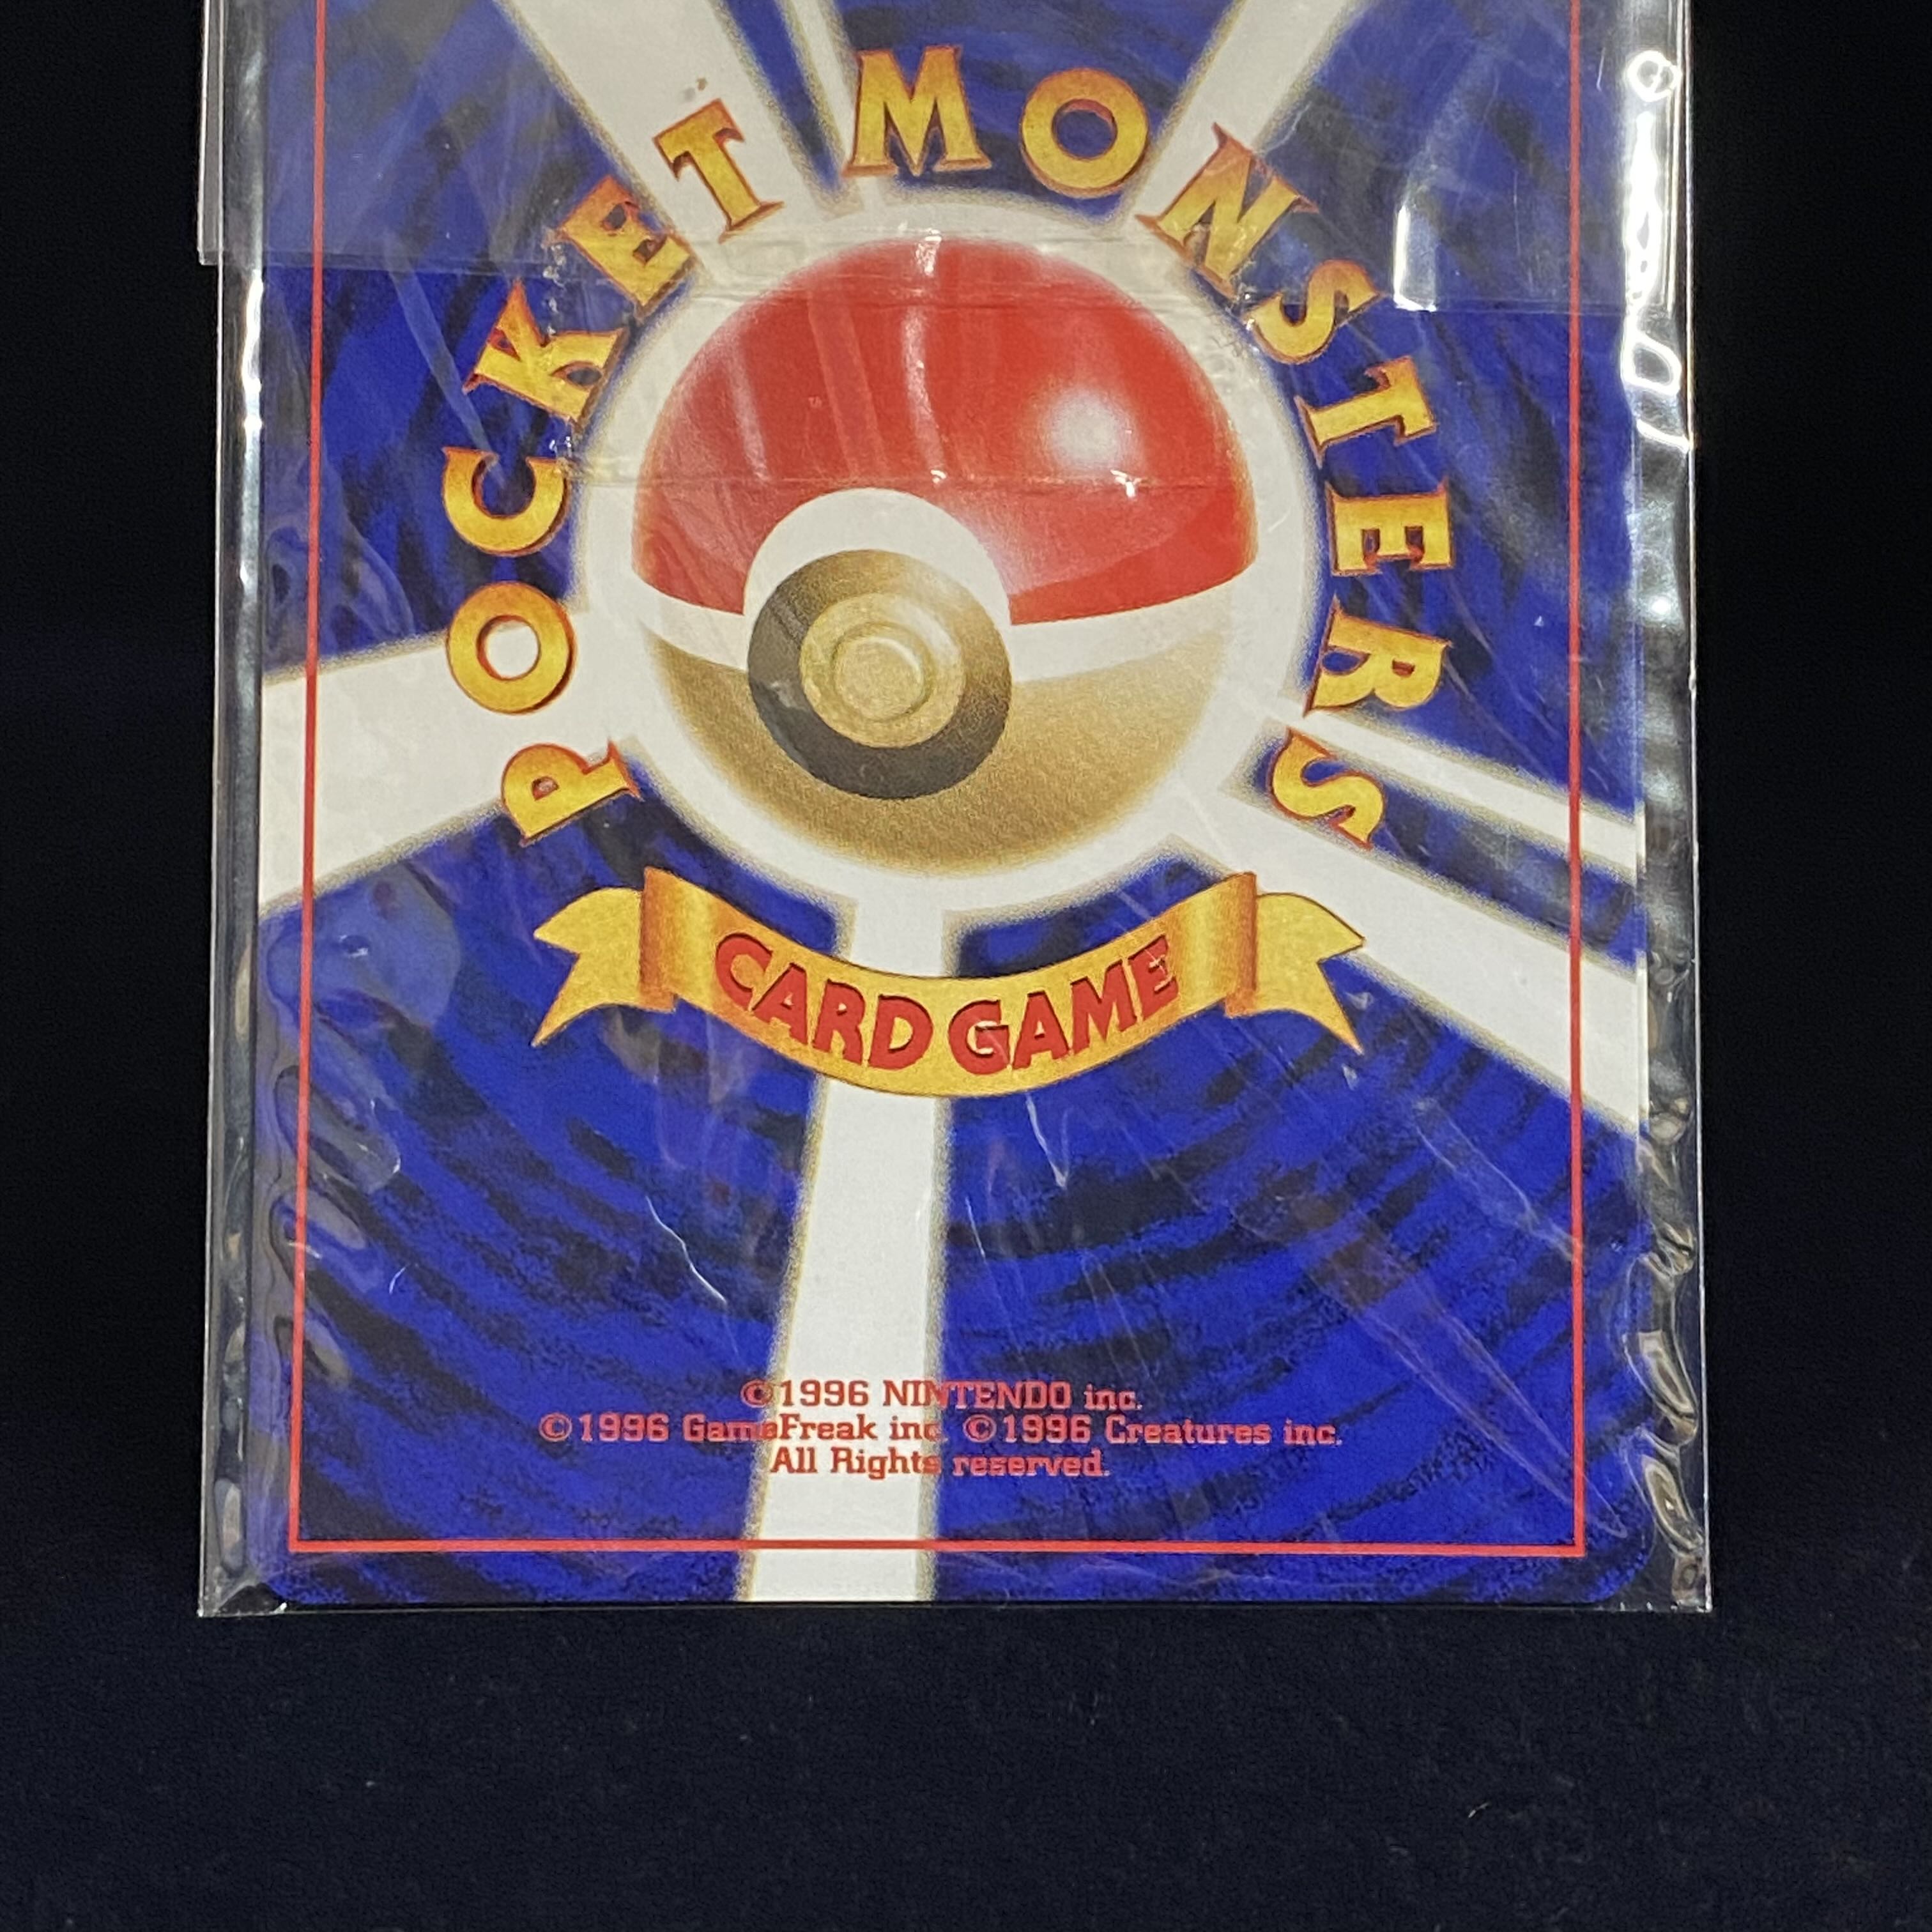 POCKET MONSTERS
CARD GAME
©1996 NINTENDO inc.
©1996 GameFreak inc. ©1996 Creatures inc.
All Rights reserved.